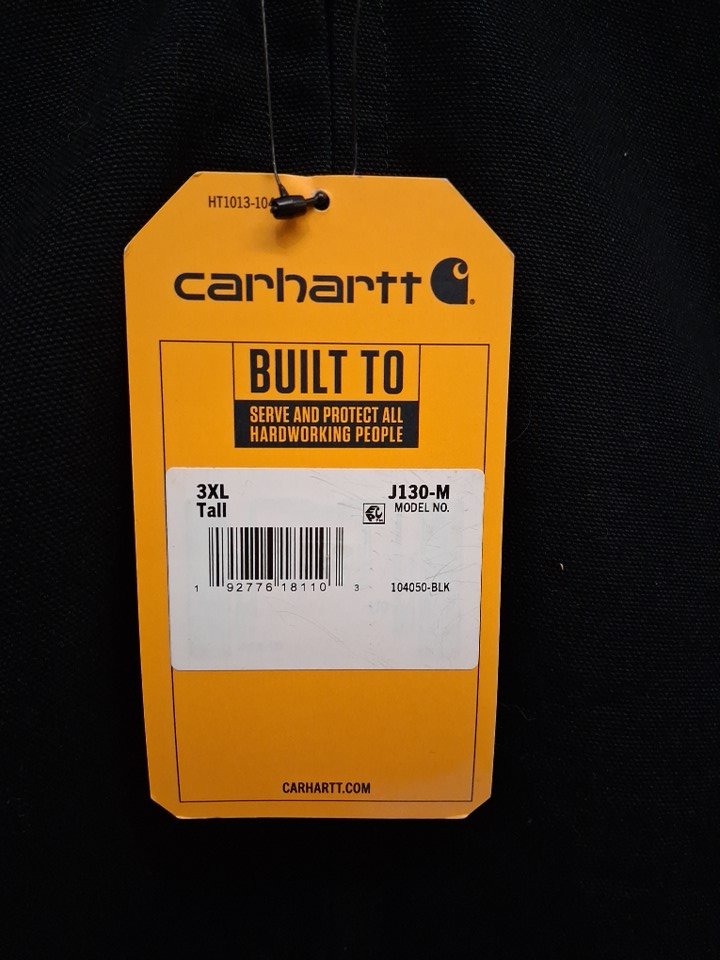 HT1013-10
carhartt
BUILT TO
SERVE AND PROTECT ALL
HARDWORKING PEOPLE
3XL
Tall
J130-M
MODEL NO.
1 92776 18110 3
104050-BLK
CARHARTT.COM